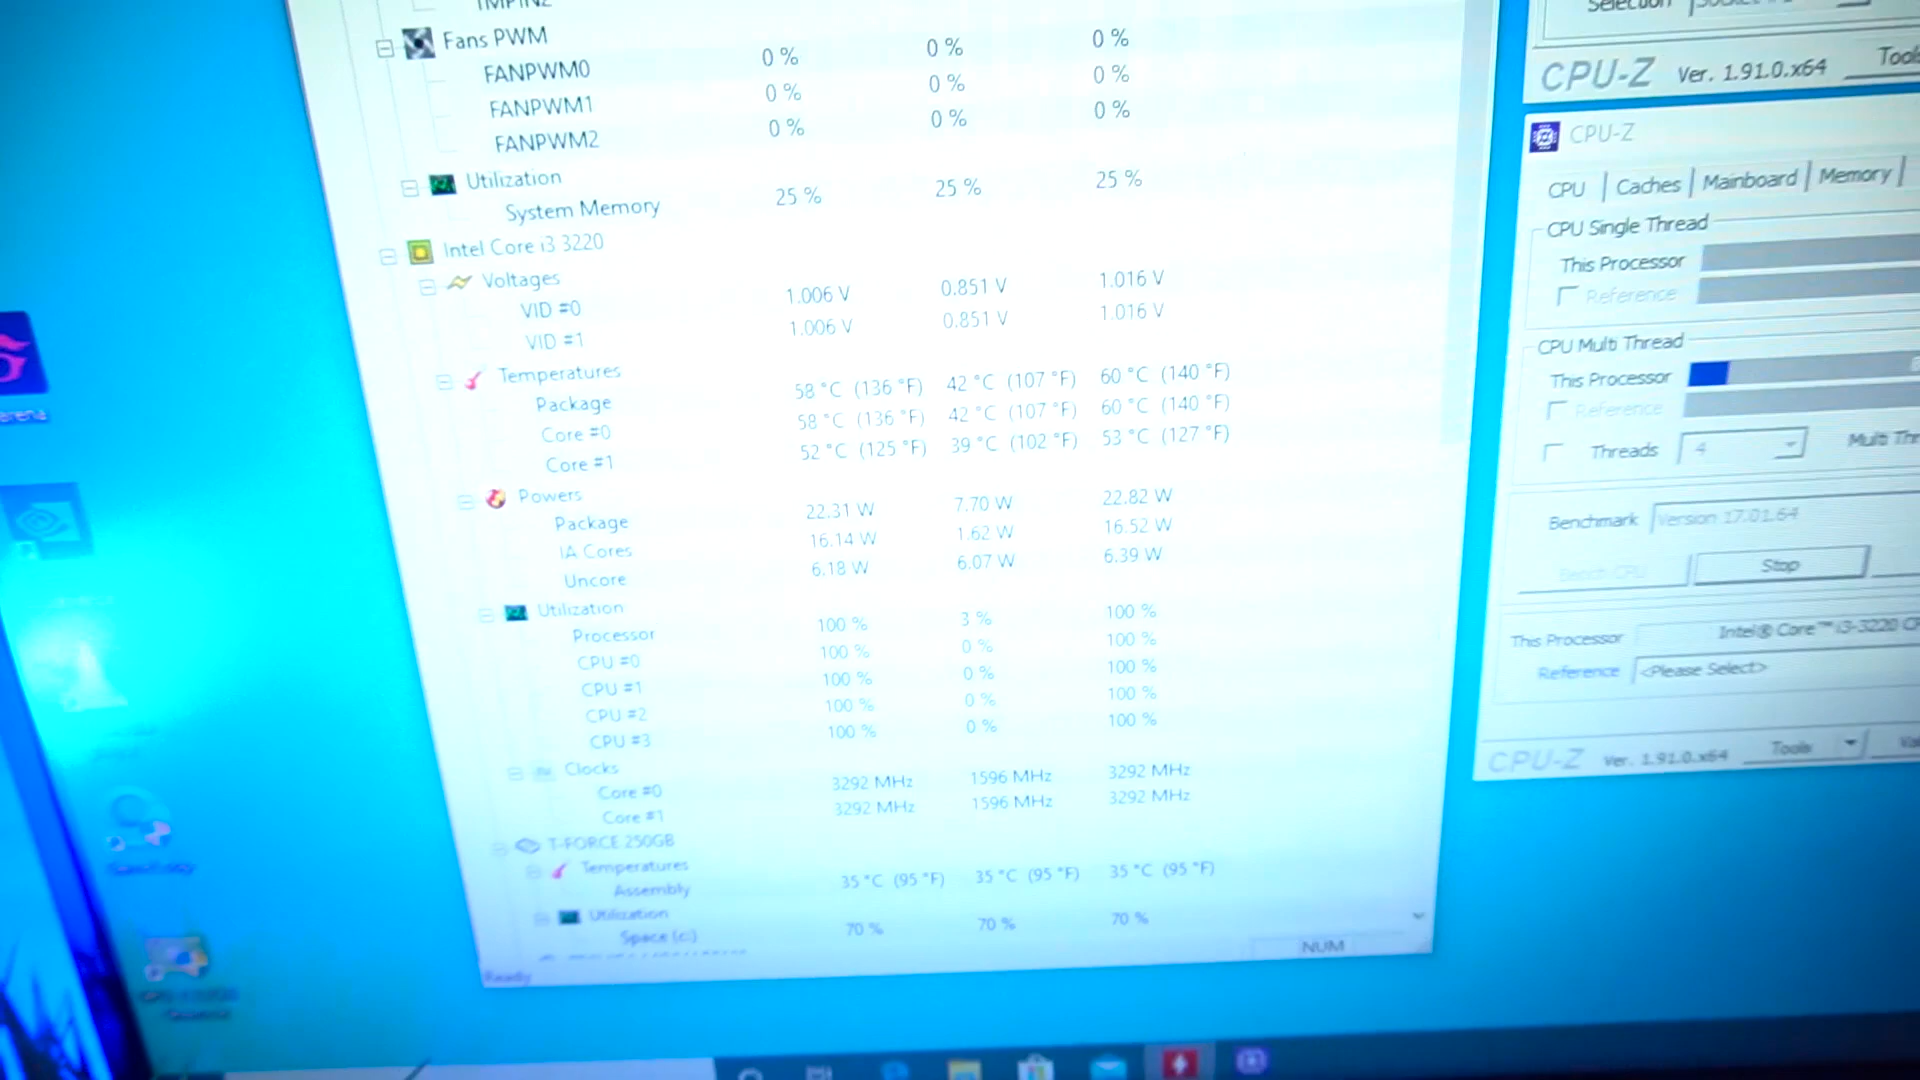 TMPIN2
Fans PWM
FANPWM0 0 % 0 % 0 %
FANPWM1 0 % 0 % 0 %
FANPWM2 0 % 0 % 0 %
Utilization
System Memory 25 % 25 % 25 %
Intel Core i3 3220
Voltages
VID #0 1.006 V 0.851 V 1.016 V
VID #1 1.006 V 0.851 V 1.016 V
Temperatures
Package 58 °C (136 °F) 42 °C (107 °F) 60 °C (140 °F)
Core #0 58 °C (136 °F) 42 °C (107 °F) 60 °C (140 °F)
Core #1 52 °C (125 °F) 39 °C (102 °F) 53 °C (127 °F)
Powers
Package 22.31 W 7.70 W 22.82 W
IA Cores 16.14 W 1.62 W 16.52 W
Uncore 6.18 W 6.07 W 6.39 W
Utilization
Processor 100 % 3 % 100 %
CPU #0 100 % 0 % 100 %
CPU #1 100 % 0 % 100 %
CPU #2 100 % 0 % 100 %
CPU #3 100 % 0 % 100 %
Clocks
Core #0 3292 MHz 1596 MHz 3292 MHz
Core #1 3292 MHz 1596 MHz 3292 MHz
T-FORCE 250GB
Temperatures
Assembly 35 °C (95 °F) 35 °C (95 °F) 35 °C (95 °F)
Utilization
Space (c:) 70 % 70 % 70 %
Ready NUM
Selection
CPU-Z Ver. 1.91.0.x64 Tools
CPU-Z
CPU Caches Mainboard Memory
CPU Single Thread
This Processor
Reference
CPU Multi Thread
This Processor
Reference
Threads 4 Multi Thr
Benchmark Version 17.01.64
Bench CPU Stop
This Processor Intel® Core™ i3-3220 CP
Reference <Please Select>
CPU-Z Ver. 1.91.0.x64 Tools Val